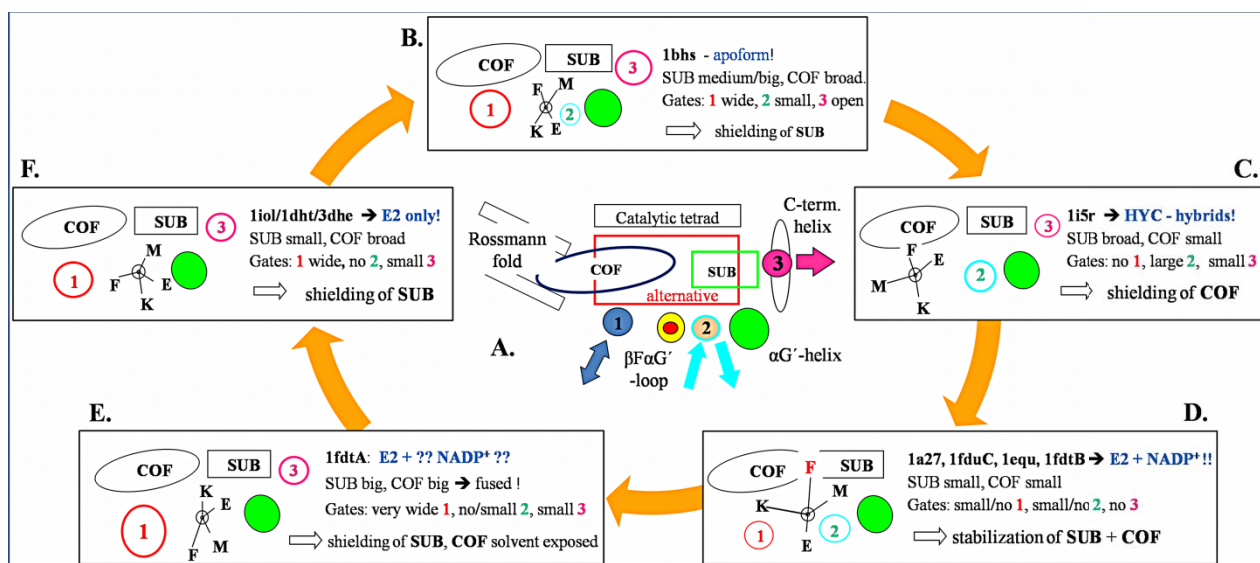 B.
COF
SUB
3
1
F
M
K
E
2
1bhs - apoform!
SUB medium/big, COF broad.
Gates: 1 wide, 2 small, 3 open
shielding of SUB
F.
COF
SUB
3
1
M
F
E
K
1iol/1dht/3dhe → E2 only!
SUB small, COF broad
Gates: 1 wide, no 2, small 3
shielding of SUB
C.
COF
SUB
3
F
M
E
K
2
1i5r → HYC - hybrids!
SUB broad, COF small
Gates: no 1, large 2, small 3
shielding of COF
Rossmann
fold
Catalytic tetrad
C-term.
helix
COF
SUB
3
alternative
1
2
A.
βFαG´
-loop
αG´-helix
E.
COF
SUB
3
1
K
E
M
F
1fdtA: E2 + ?? NADP⁺ ??
SUB big, COF big → fused !
Gates: very wide 1, no/small 2, small 3
shielding of SUB, COF solvent exposed
D.
COF
F
SUB
K
M
E
1
2
1a27, 1fduC, 1equ, 1fdtB → E2 + NADP⁺ !!
SUB small, COF small
Gates: small/no 1, small/no 2, no 3
stabilization of SUB + COF